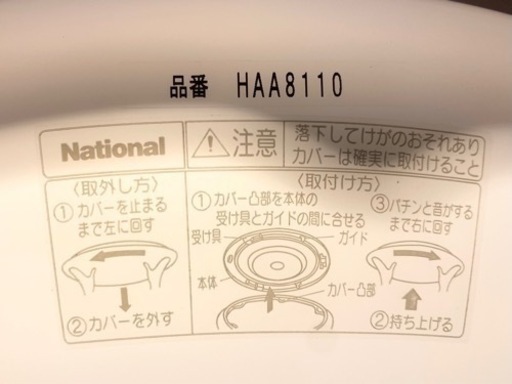 品番 HAA8110
National
注意
落下してけがのおそれあり
カバーは確実に取付けること
〈取外し方〉
①カバーを止まる
まで左に回す
②カバーを外す
〈取付け方〉
①カバー凸部を本体の
受け具とガイドの間に合せる
受け具
ガイド
本体
カバー凸部
③パチンと音がする
まで右に回す
②持ち上げる